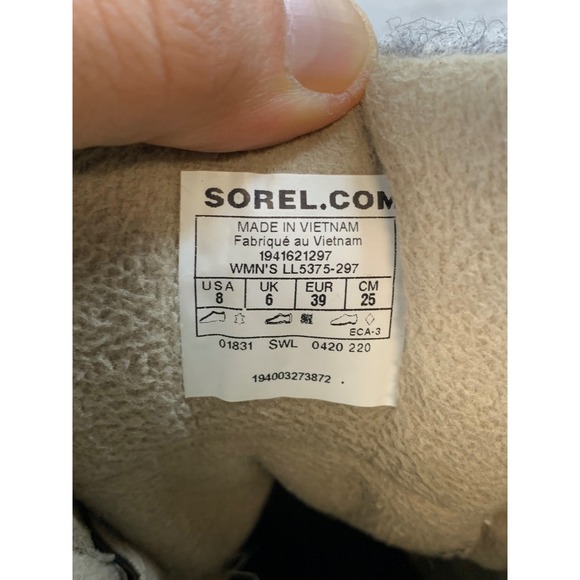 SOREL.COM
MADE IN VIETNAM
Fabriqué au Vietnam
1941621297
WMN'S LL5375-297
USA UK EUR CM
8 6 39 25
ECA-3
01831 SWL 0420 220
194003273872 .